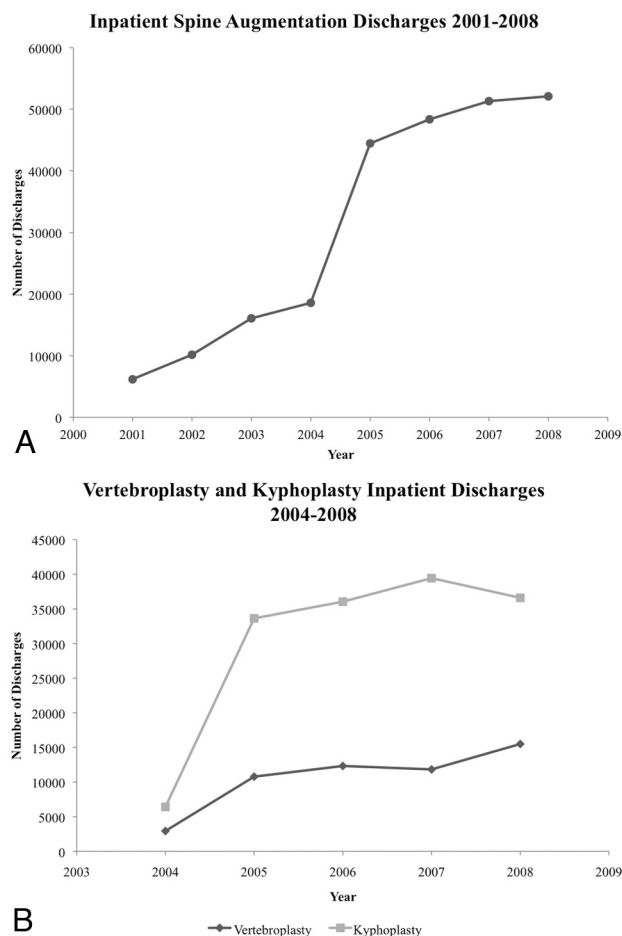 Inpatient Spine Augmentation Discharges 2001-2008
60000
50000
40000
30000
20000
10000
0
Number of Discharges
2000 2001 2002 2003 2004 2005 2006 2007 2008 2009
Year
A
Vertebroplasty and Kyphoplasty Inpatient Discharges
2004-2008
45000
40000
35000
30000
25000
20000
15000
10000
5000
0
Number of Discharges
2003 2004 2005 2006 2007 2008 2009
Year
B
Vertebroplasty Kyphoplasty